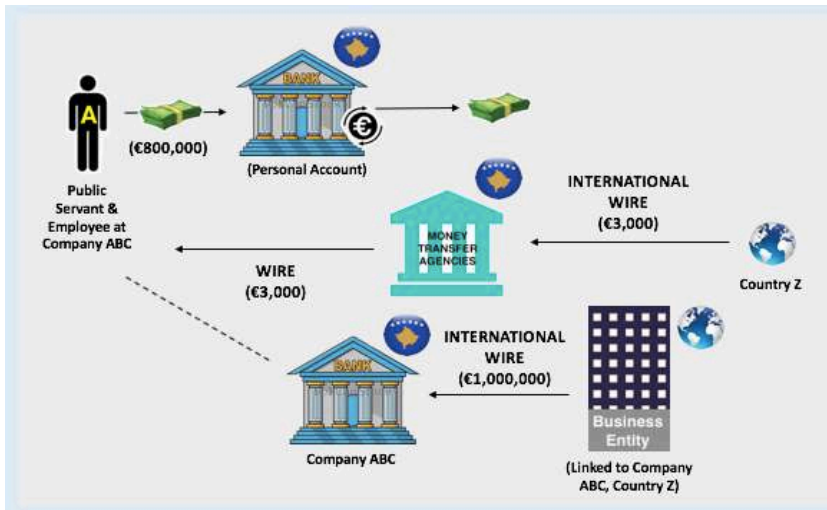 BANK
A
(€800,000)
€
(Personal Account)
Public
Servant &
Employee at
Company ABC
INTERNATIONAL
WIRE
(€3,000)
MONEY
TRANSFER
AGENCIES
WIRE
(€3,000)
Country Z
INTERNATIONAL
WIRE
(€1,000,000)
BANK
Company ABC
Business
Entity
(Linked to Company
ABC, Country Z)